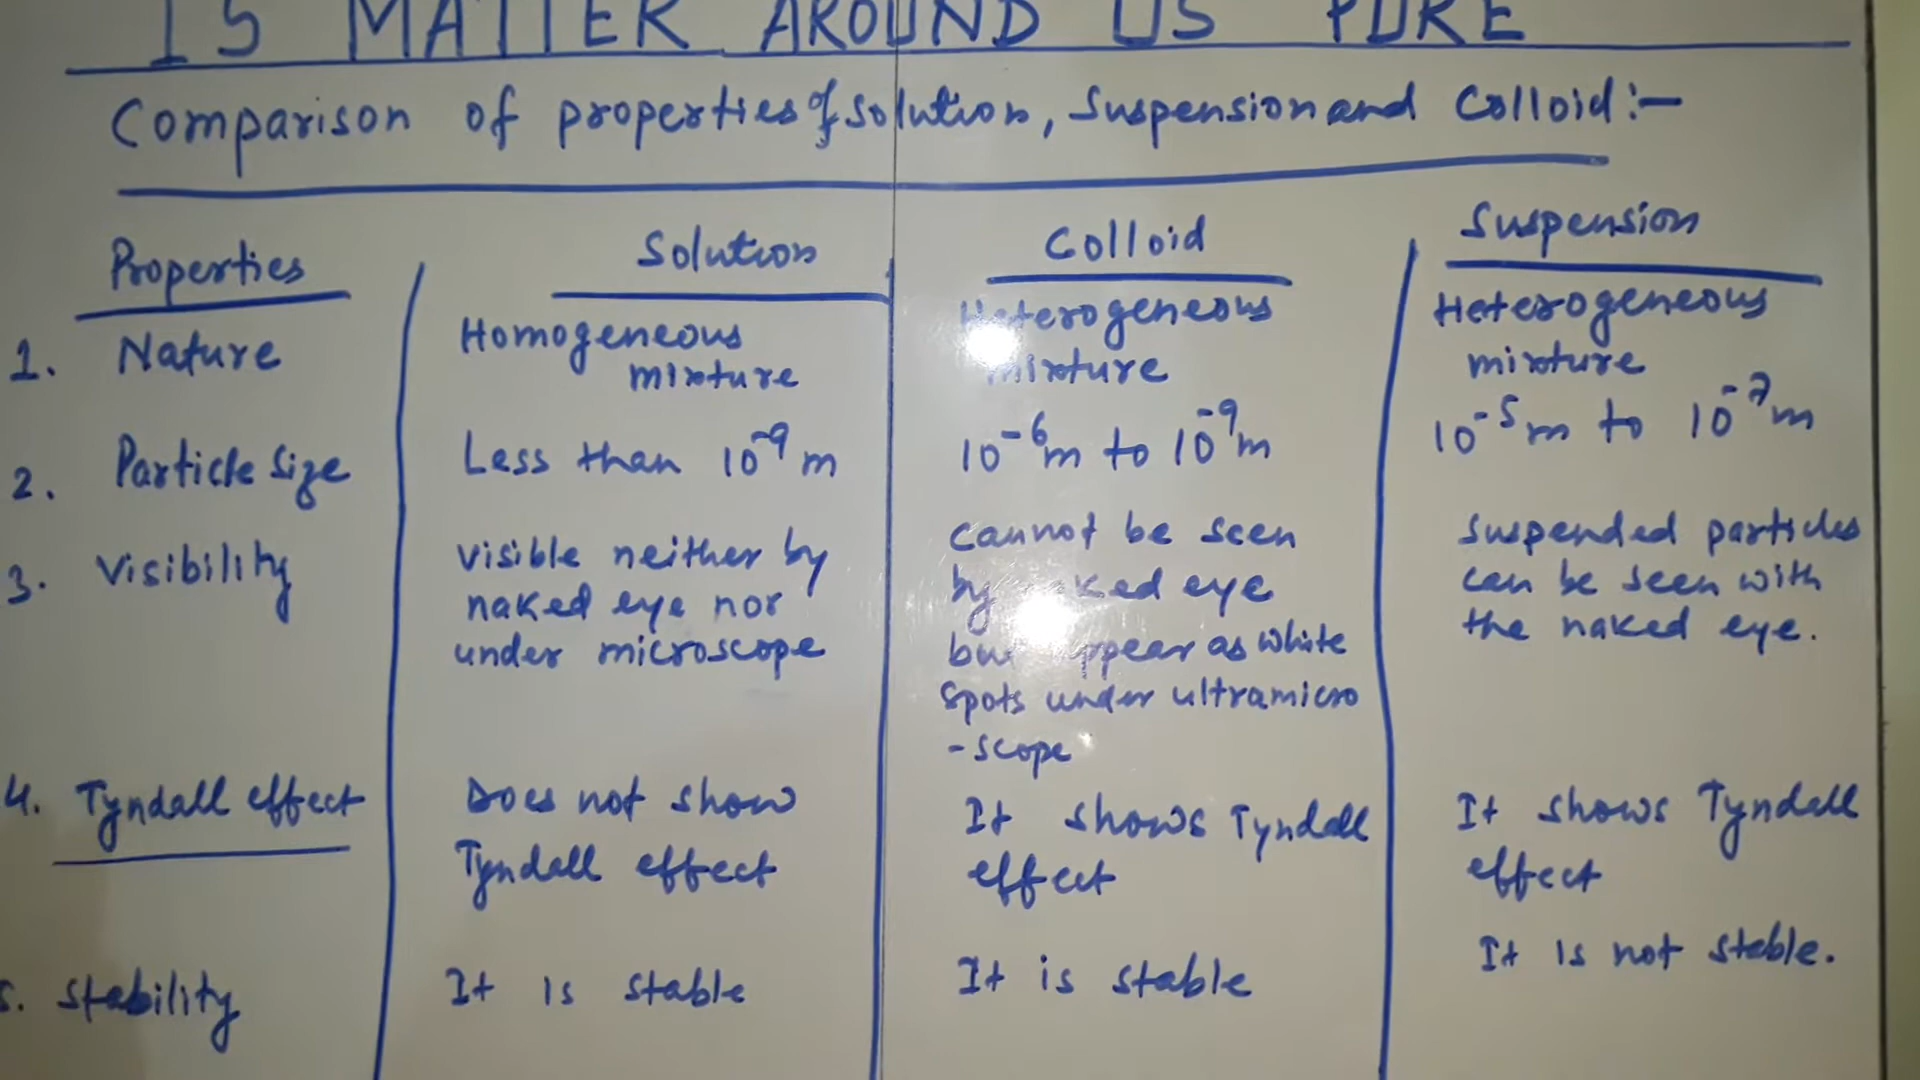 IS MATTER AROUND US PURE
Comparison of properties of solution, Suspension and Colloid:-
Properties
Solution
Colloid
Suspension
1. Nature
Homogeneous
mixture
Heterogeneous
mixture
Heterogeneous
mixture
2. Particle Size
Less than 10⁻⁹ m
10⁻⁶m to 10⁻⁹m
10⁻⁵m to 10⁻⁷m
3. Visibility
Visible neither by
naked eye nor
under microscope
Cannot be seen
by naked eye
but appear as white
spots under ultramicro
-scope
Suspended particles
can be seen with
the naked eye.
4. Tyndall effect
Does not show
Tyndall effect
It shows Tyndall
effect
It shows Tyndall
effect
5. Stability
It is stable
It is stable
It is not stable.